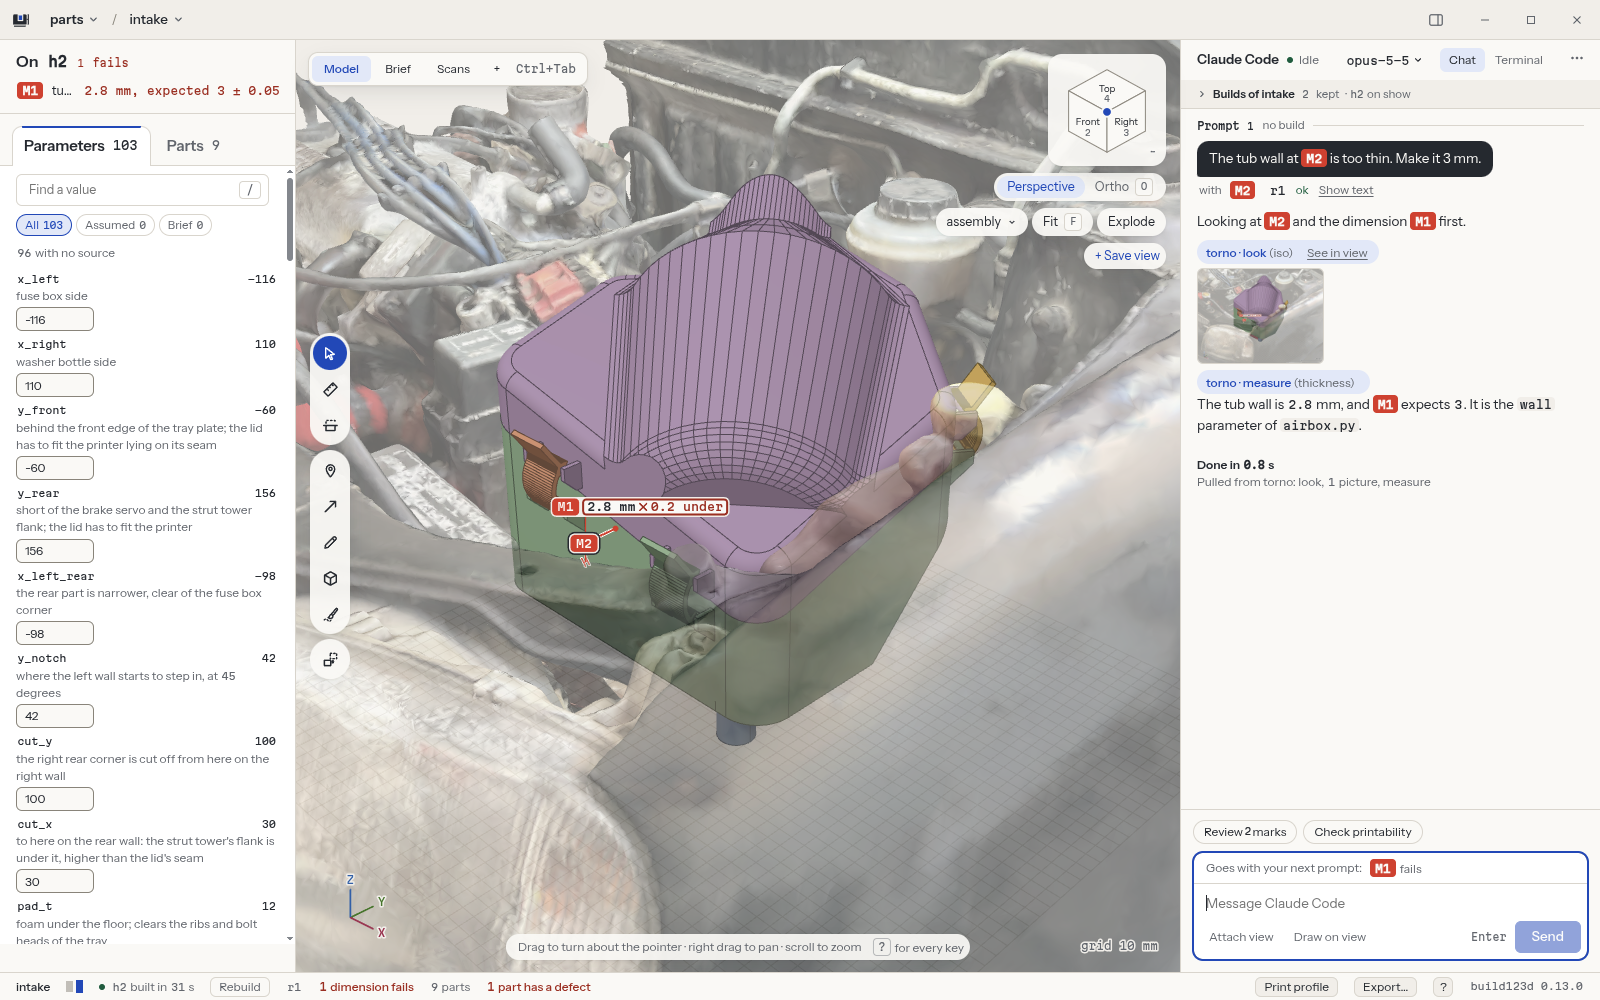 parts / intake
On h2 1 fails
M1 tu... 2.8 mm, expected 3 ± 0.05
Parameters 103 Parts 9
Find a value /
All 103 Assumed 0 Brief 0
96 with no source
x_left −116
fuse box side
-116
x_right 110
washer bottle side
110
y_front −60
behind the front edge of the tray plate; the lid
has to fit the printer lying on its seam
-60
y_rear 156
short of the brake servo and the strut tower
flank; the lid has to fit the printer
156
x_left_rear −98
the rear part is narrower, clear of the fuse box
corner
-98
y_notch 42
where the left wall starts to step in, at 45
degrees
42
cut_y 100
the right rear corner is cut off from here on the
right wall
100
cut_x 30
to here on the rear wall: the strut tower's flank is
under it, higher than the lid's seam
30
pad_t 12
foam under the floor; clears the ribs and bolt
heads of the tray
Model Brief Scans + Ctrl+Tab
Top
4
Front
2
Right
3
Perspective Ortho 0
assembly Fit F Explode
+ Save view
M1 2.8 mm × 0.2 under
M2
Z
Y
X
Drag to turn about the pointer · right drag to pan · scroll to zoom ? for every key
grid 10 mm
Claude Code Idle opus-5-5 Chat Terminal
Builds of intake 2 kept · h2 on show
Prompt 1 no build
The tub wall at M2 is too thin. Make it 3 mm.
with M2 r1 ok Show text
Looking at M2 and the dimension M1 first.
torno·look (iso) See in view
torno·measure (thickness)
The tub wall is 2.8 mm, and M1 expects 3. It is the wall
parameter of airbox.py.
Done in 0.8 s
Pulled from torno: look, 1 picture, measure
Review 2 marks Check printability
Goes with your next prompt: M1 fails
Message Claude Code
Attach view Draw on view Enter Send
intake h2 built in 31 s Rebuild r1 1 dimension fails 9 parts 1 part has a defect Print profile Export... ? build123d 0.13.0